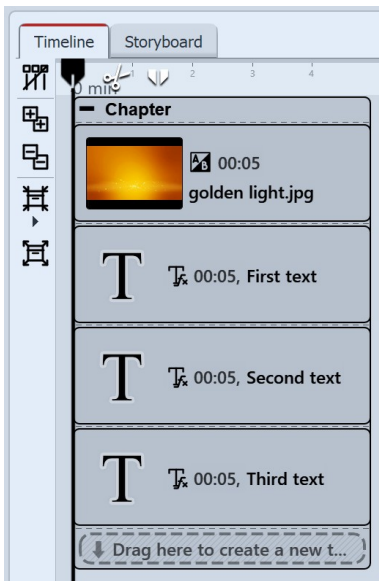 Timeline Storyboard
0 min 1 2 3 4
Chapter
00:05
golden light.jpg
T 00:05, First text
T 00:05, Second text
T 00:05, Third text
Drag here to create a new t...